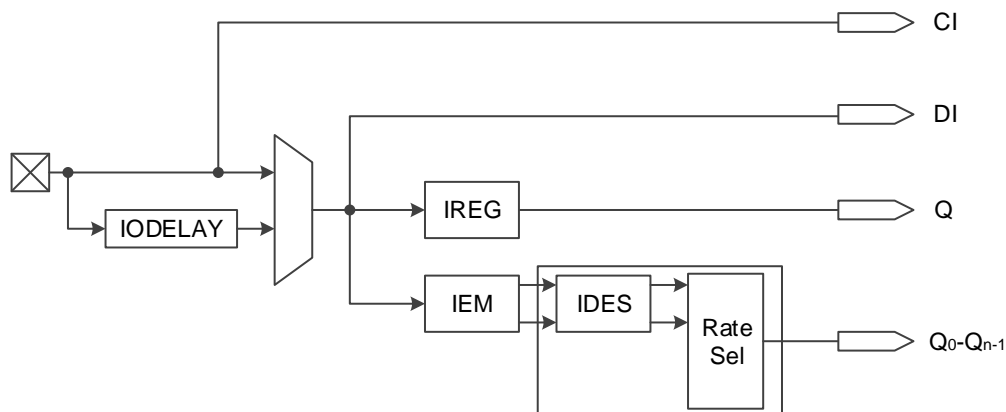 CI
DI
IREG
Q
IODELAY
IEM
IDES
Rate
Sel
Q0-Qn-1